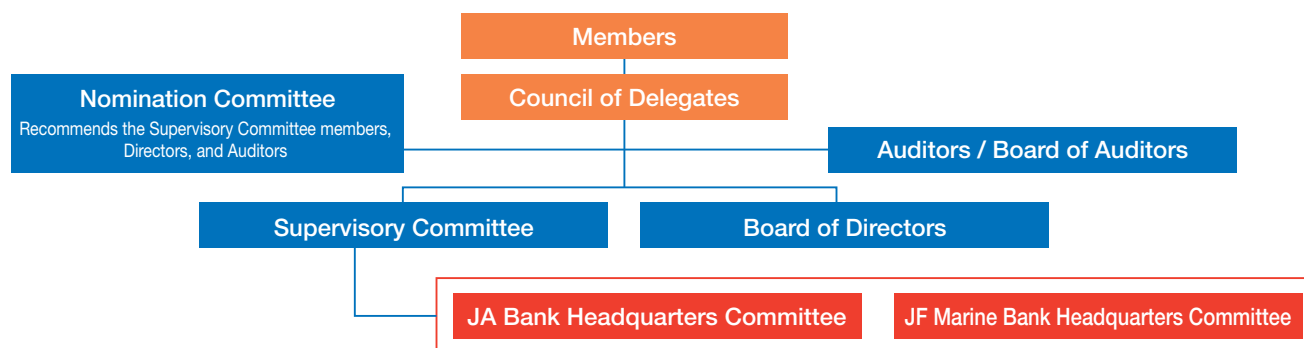 Members
Council of Delegates
Nomination Committee
Recommends the Supervisory Committee members,
Directors, and Auditors
Auditors / Board of Auditors
Supervisory Committee
Board of Directors
JA Bank Headquarters Committee
JF Marine Bank Headquarters Committee